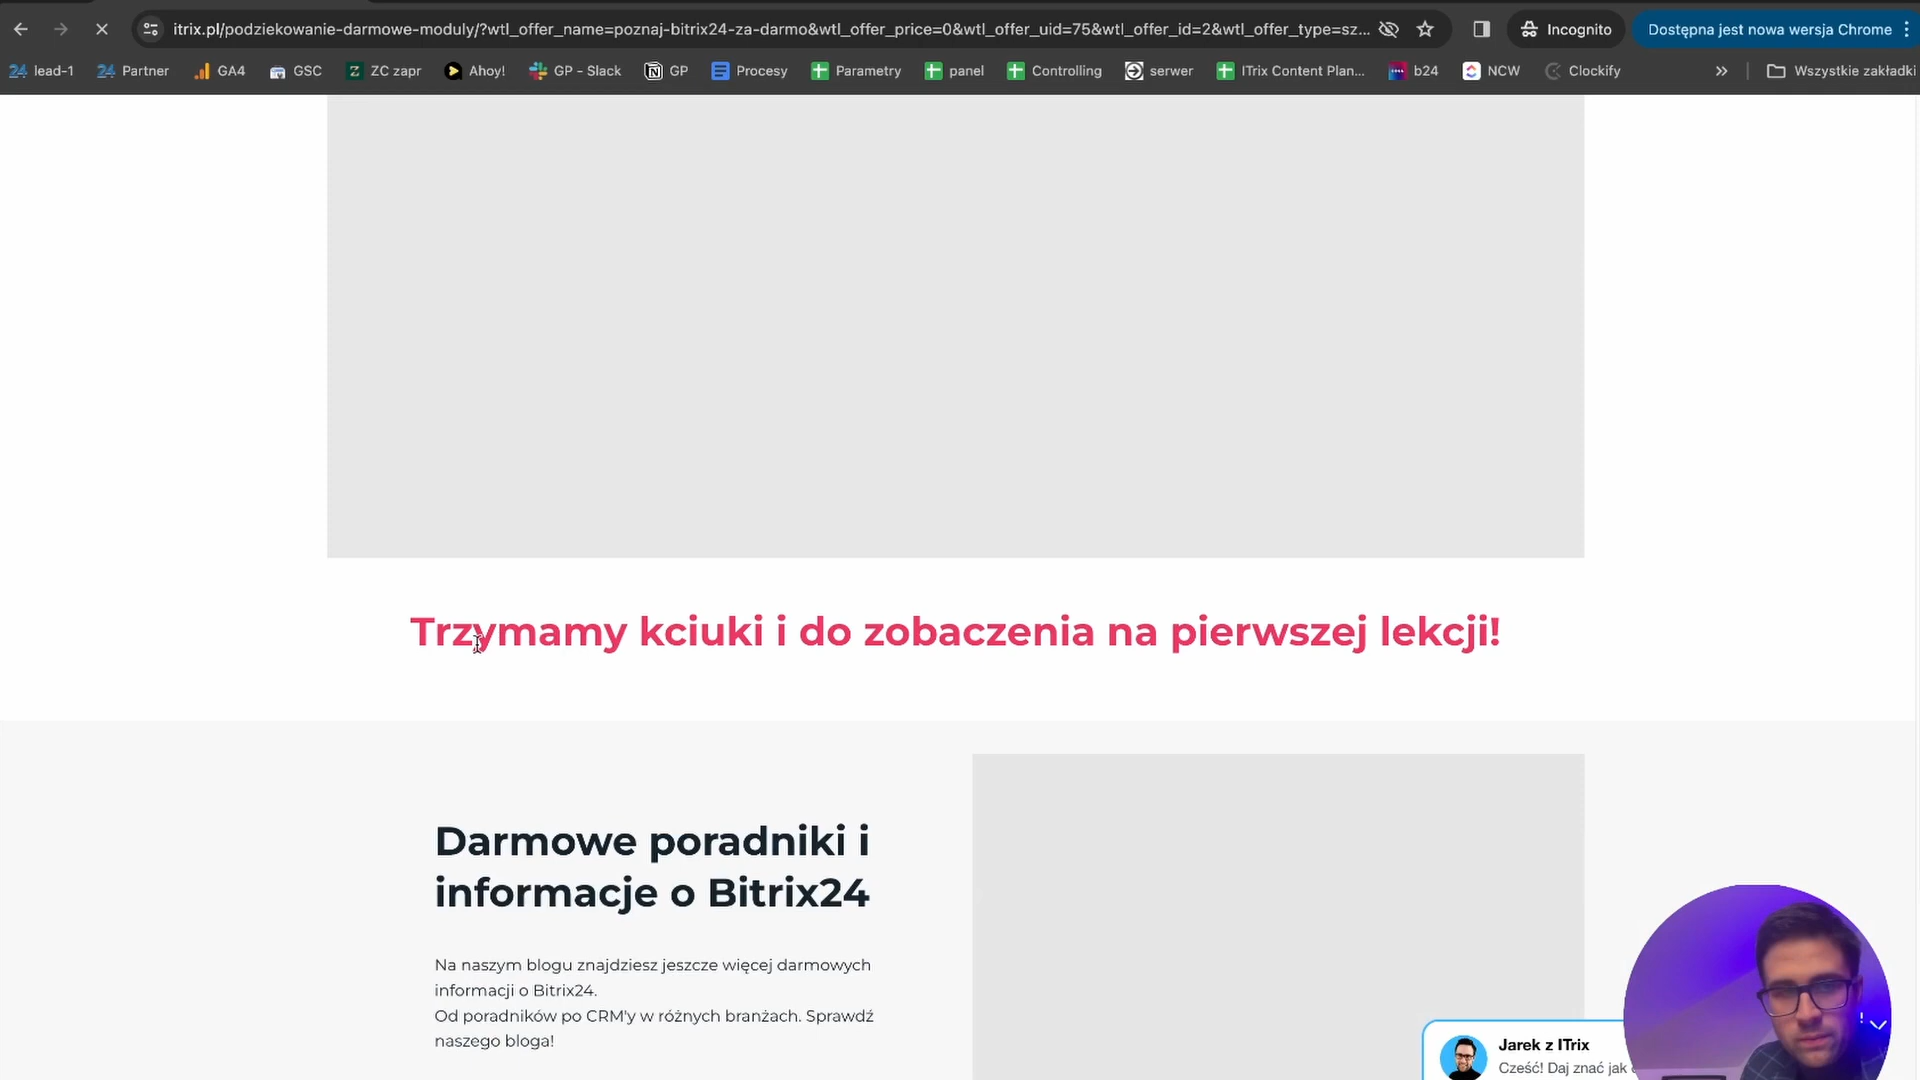 itrix.pl/podziekowanie-darmowe-moduly/?wtl_offer_name=poznaj-bitrix24-za-darmo&wtl_offer_price=0&wtl_offer_uid=75&wtl_offer_id=2&wtl_offer_type=sz...
Incognito
Dostępna jest nowa wersja Chrome
24 lead-1
24 Partner
GA4
GSC
Z ZC zapr
Ahoy!
GP - Slack
GP
Procesy
Parametry
panel
Controlling
serwer
ITrix Content Plan...
b24
NCW
Clockify
Wszystkie zakładki
Trzymamy kciuki i do zobaczenia na pierwszej lekcji!
Darmowe poradniki i
informacje o Bitrix24
Na naszym blogu znajdziesz jeszcze więcej darmowych
informacji o Bitrix24.
Od poradników po CRM'y w różnych branżach. Sprawdź
naszego bloga!
Jarek z ITrix
Cześć! Daj znać jak